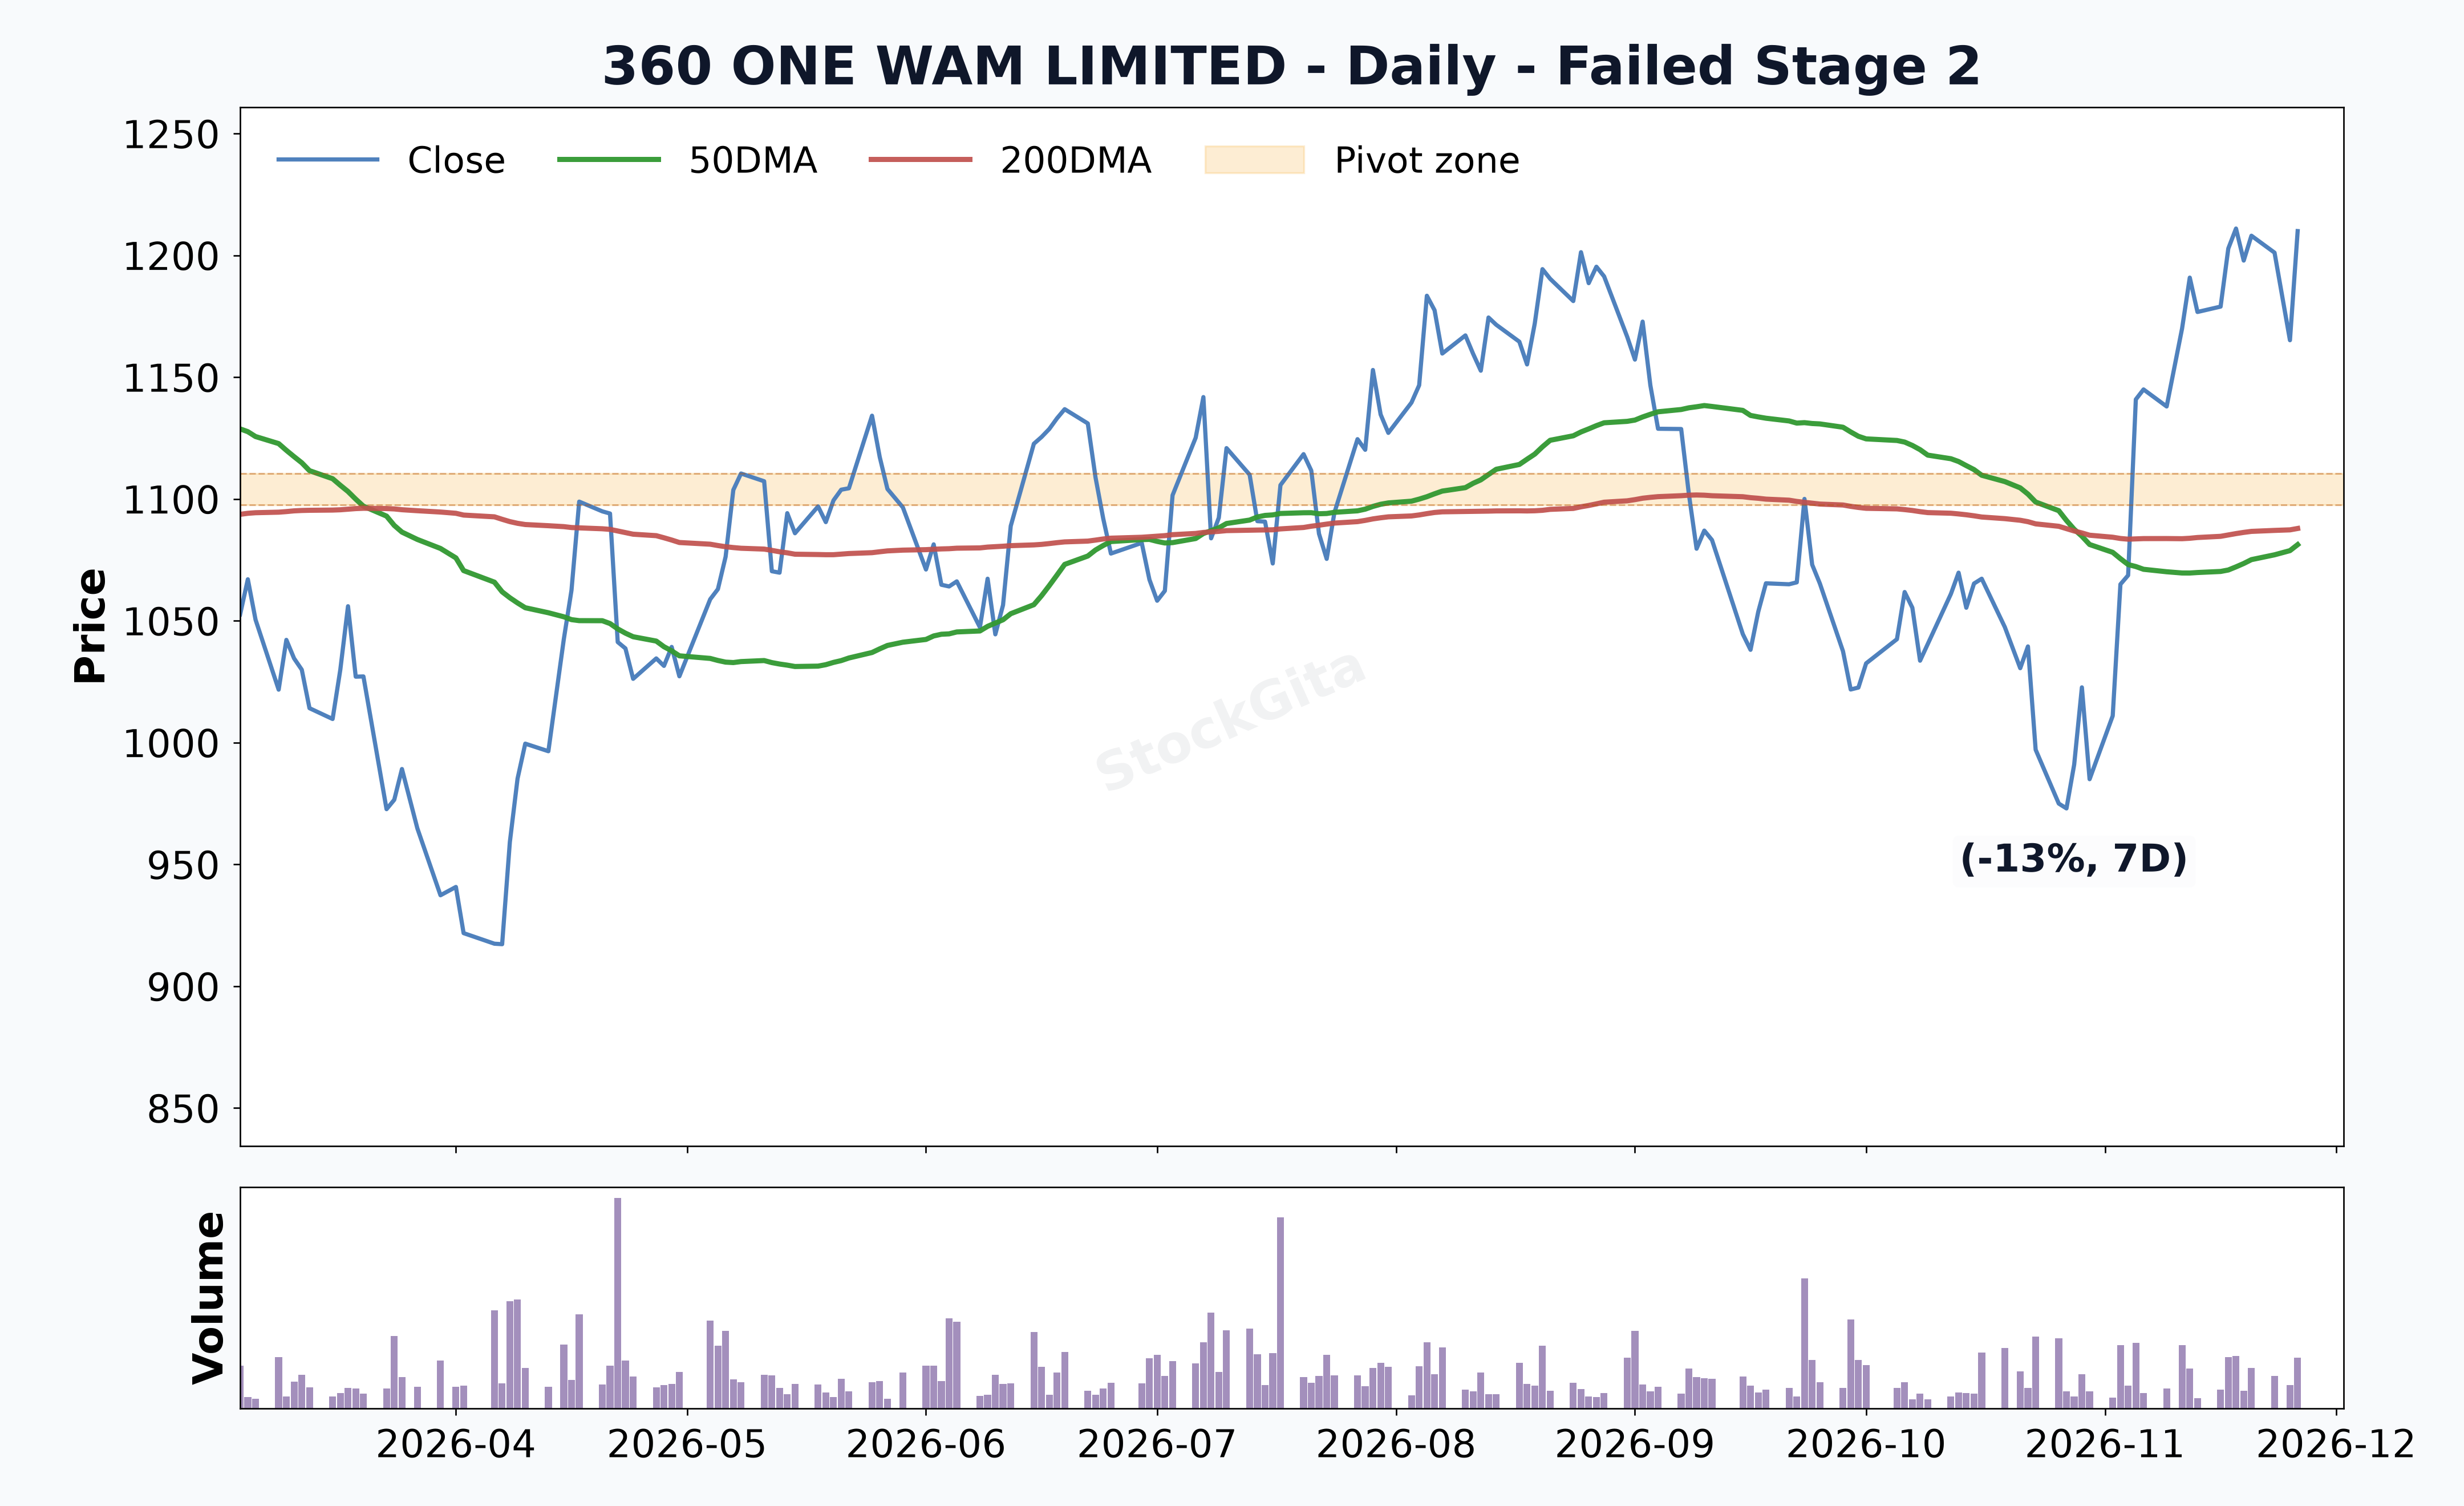 360 ONE WAM LIMITED - Daily - Failed Stage 2
Close 50DMA 200DMA Pivot zone
Price
1250
1200
1150
1100
1050
1000
950
900
850
StockGita
(-13%, 7D)
Volume
2026-04 2026-05 2026-06 2026-07 2026-08 2026-09 2026-10 2026-11 2026-12